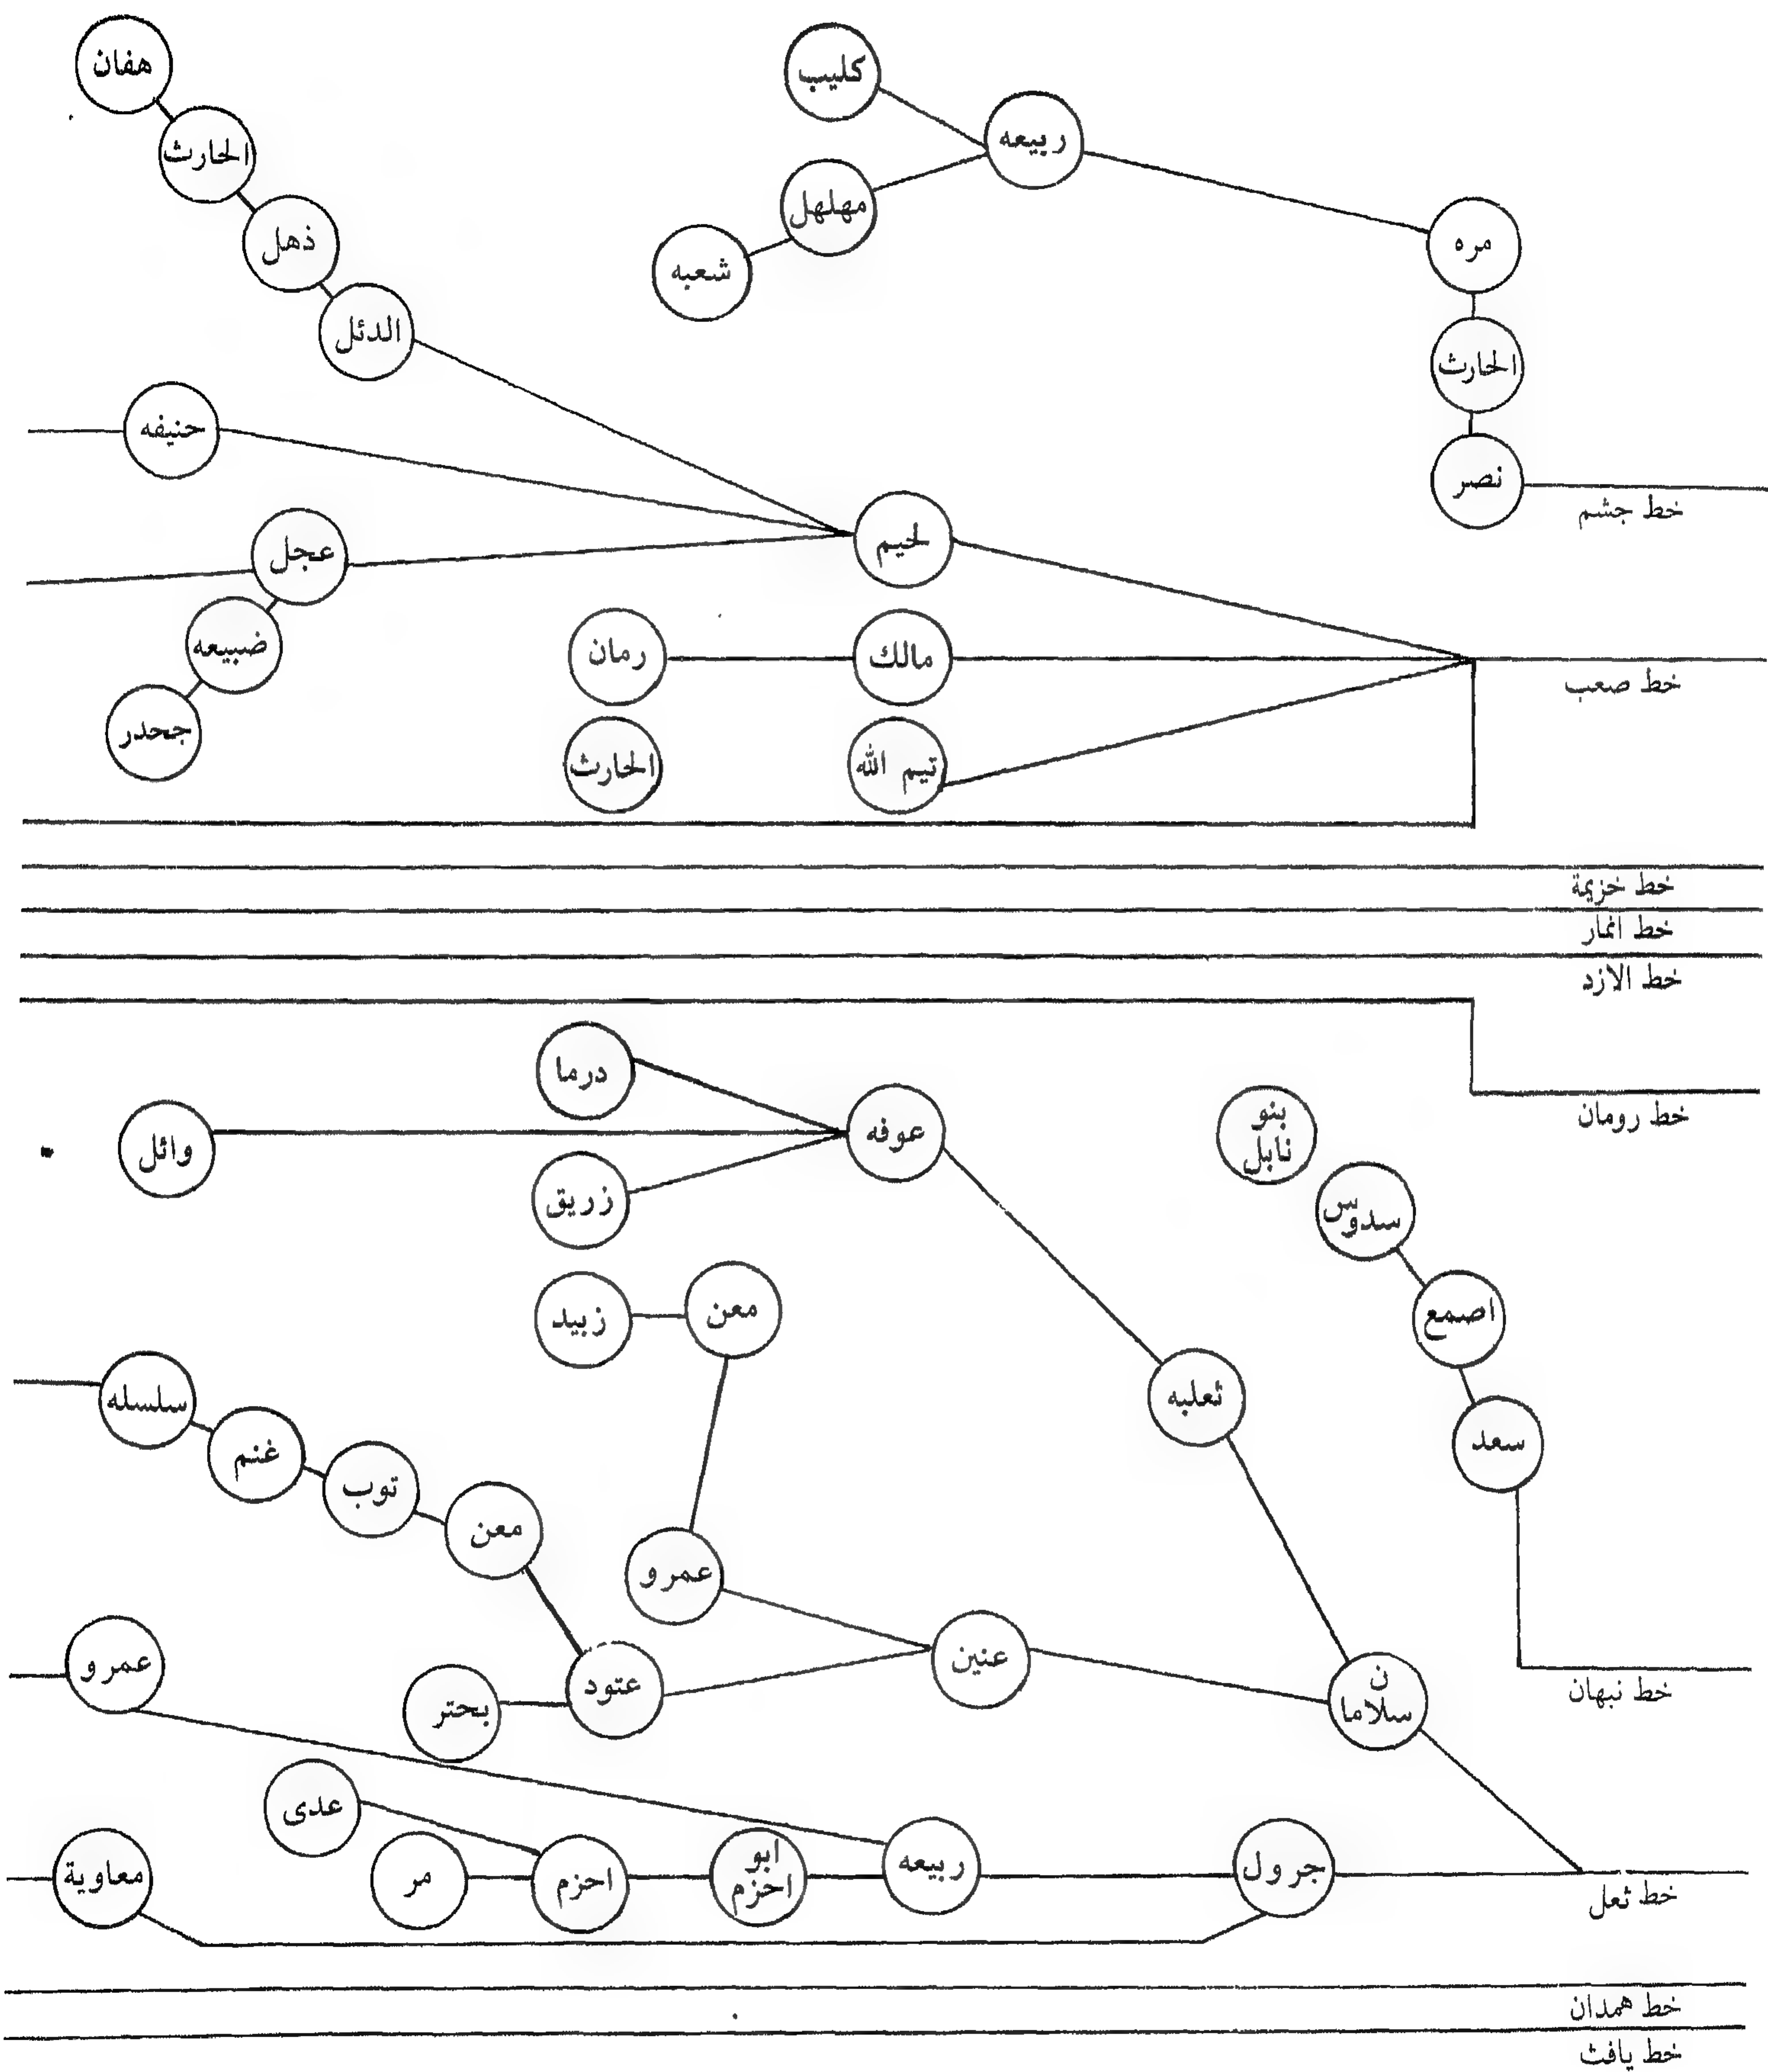 هفان
كليب
ربيعه
الحارث
مهلهل
مره
ذهل
شعبه
الدئل
الحارث
حنيفه
نصر
خط جشم
عجل
لجيم
ضبيعه
رمان
مالك
خط صعب
جحدر
الحارث
تيم الله
خط خزيمة
خط انمار
خط الازد
درما
خط رومان
عوفه
بنو
نابل
وائل
زريق
سدوس
معن
زبيد
اصمع
سلسله
ثعلبه
غنم
سعد
توب
معن
عمرو
عمرو
عنين
عتود
ن
سلاما
خط نبهان
بحتر
عدى
معاوية
مر
احزم
ابو
احزم
ربيعه
جرول
خط ثعل
خط همدان
خط يافث